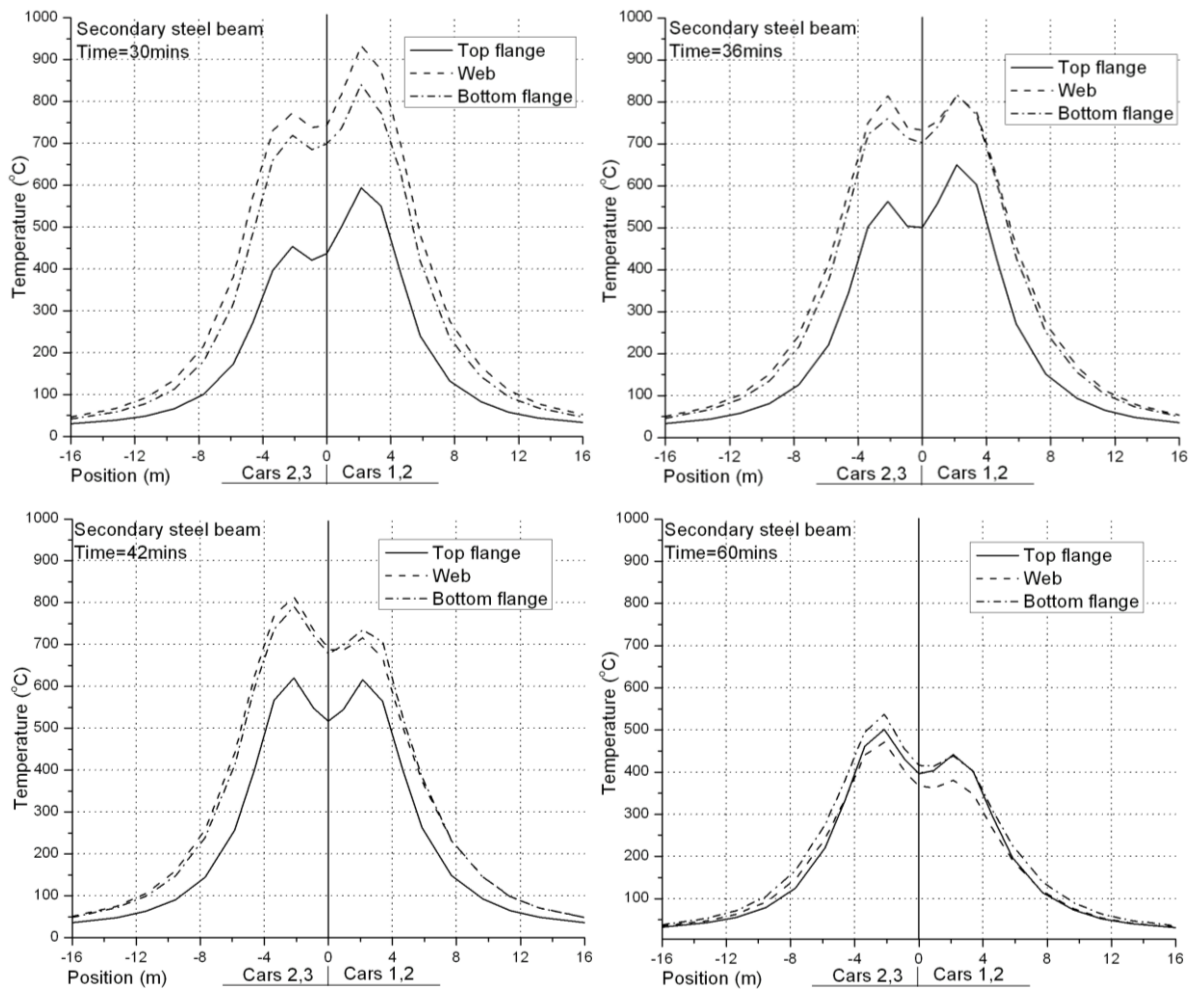 Secondary steel beam
Time=30mins
Top flange
Web
Bottom flange
Temperature (°C)
1000
900
800
700
600
500
400
300
200
100
0
-16 -12 -8 -4 0 4 8 12 16
Position (m) Cars 2,3 Cars 1,2
Secondary steel beam
Time=36mins
Top flange
Web
Bottom flange
Temperature (°C)
1000
900
800
700
600
500
400
300
200
100
0
-16 -12 -8 -4 0 4 8 12 16
Position (m) Cars 2,3 Cars 1,2
Secondary steel beam
Time=42mins
Top flange
Web
Bottom flange
Temperature (°C)
1000
900
800
700
600
500
400
300
200
100
0
-16 -12 -8 -4 0 4 8 12 16
Position (m) Cars 2,3 Cars 1,2
Secondary steel beam
Time=60mins
Top flange
Web
Bottom flange
Temperature (°C)
1000
900
800
700
600
500
400
300
200
100
-16 -12 -8 -4 0 4 8 12 16
Position (m) Cars 2,3 Cars 1,2